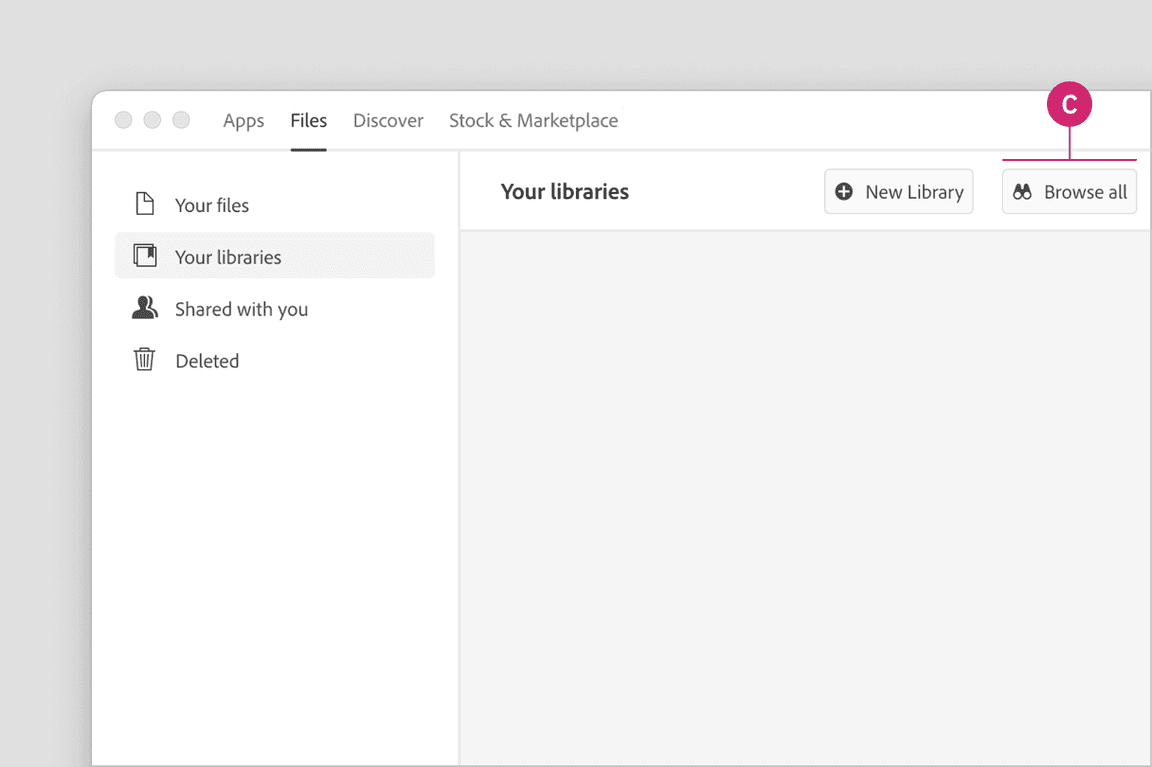 C
Apps Files Discover Stock & Marketplace
Your files
Your libraries
Shared with you
Deleted
Your libraries
New Library
Browse all